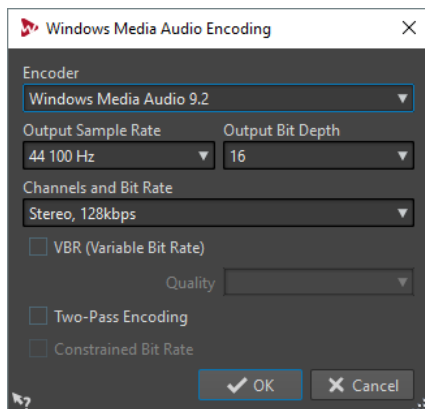 Windows Media Audio Encoding
Encoder
Windows Media Audio 9.2
Output Sample Rate Output Bit Depth
44 100 Hz 16
Channels and Bit Rate
Stereo, 128kbps
VBR (Variable Bit Rate)
Quality
Two-Pass Encoding
Constrained Bit Rate
OK Cancel
?